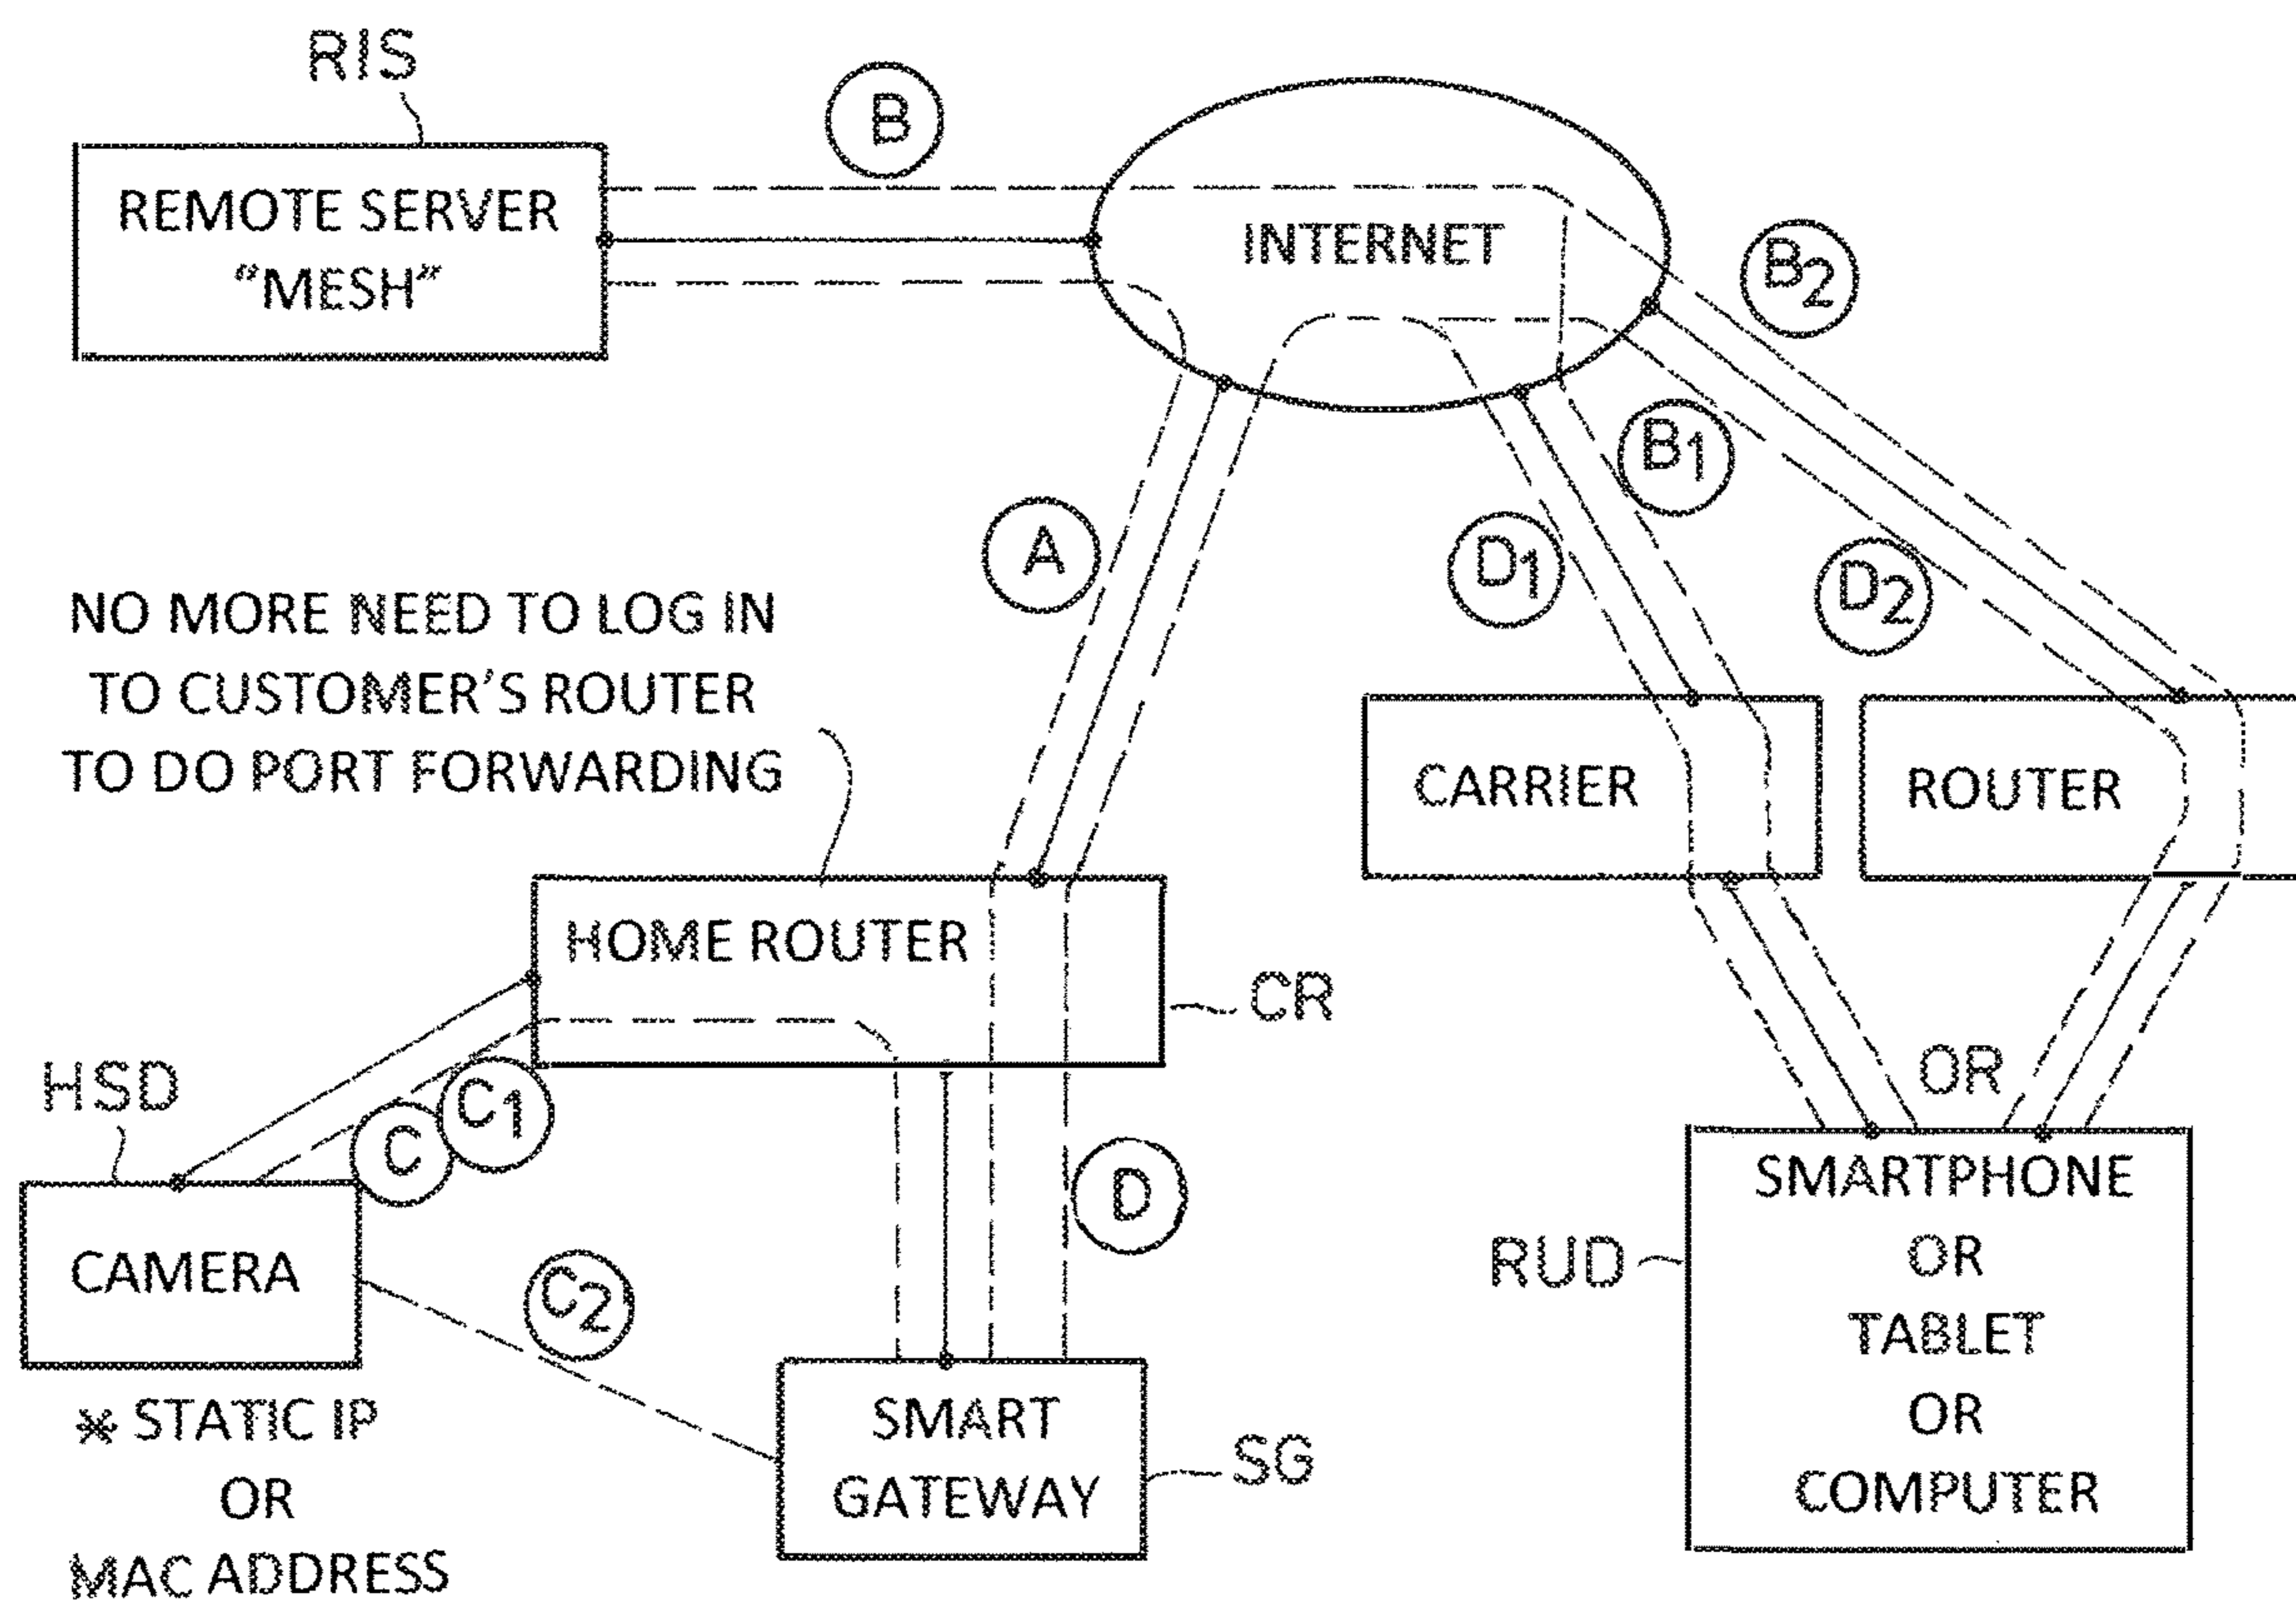 RIS
B
REMOTE SERVER
"MESH"
INTERNET
B2
B1
A
D1
D2
NO MORE NEED TO LOG IN
TO CUSTOMER'S ROUTER
TO DO PORT FORWARDING
CARRIER
ROUTER
HOME ROUTER
CR
HSD
C1
C
OR
CAMERA
C2
D
RUD
SMARTPHONE
OR
TABLET
OR
COMPUTER
* STATIC IP
OR
MAC ADDRESS
SMART
GATEWAY
SG